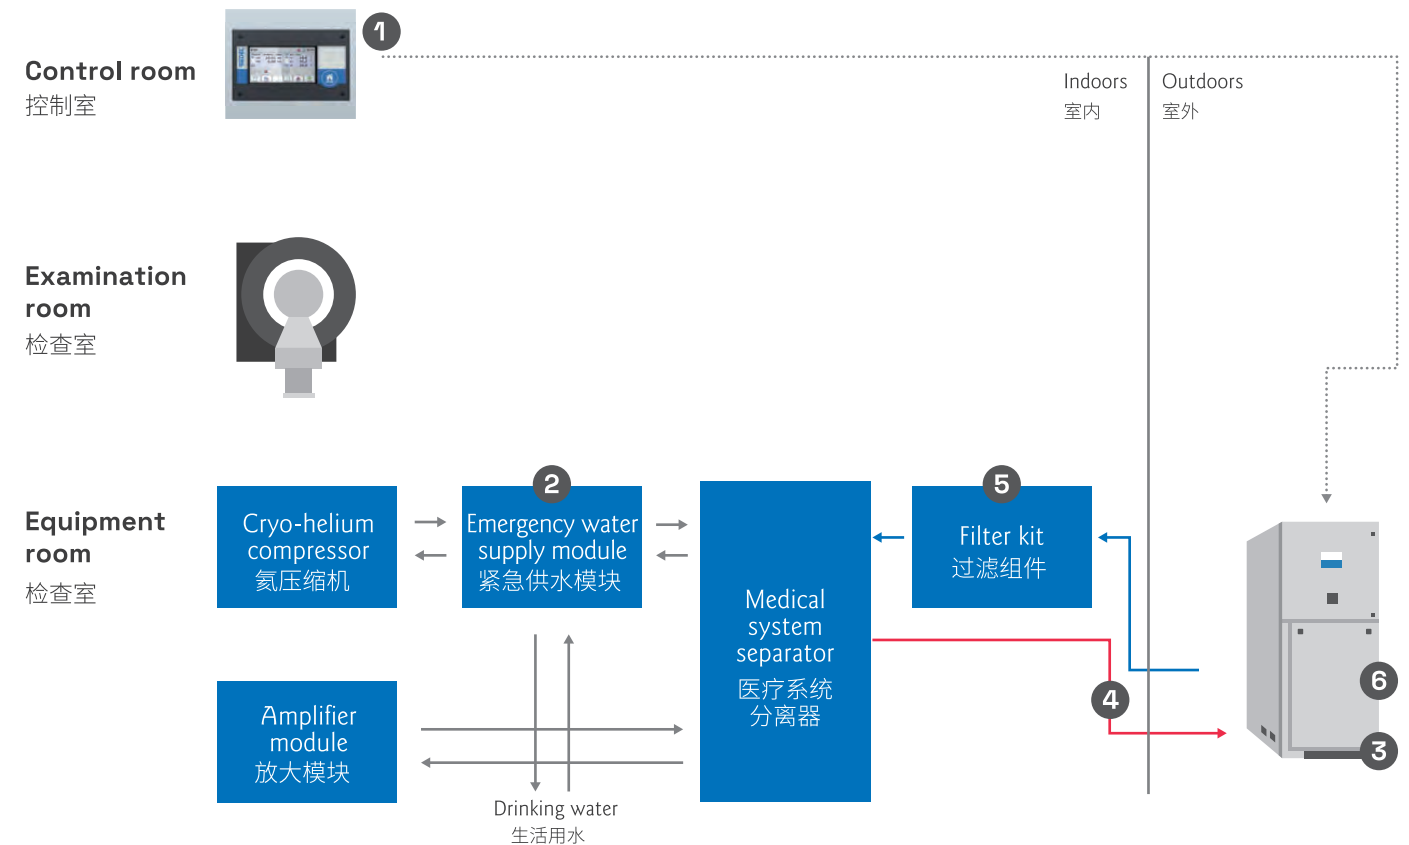 1
Control room
控制室
Indoors
室内
Outdoors
室外
Examination
room
检查室
Equipment
room
检查室
Cryo-helium
compressor
氦压缩机
2
Emergency water
supply module
紧急供水模块
5
Filter kit
过滤组件
Medical
system
separator
医疗系统
分离器
Amplifier
module
放大模块
4
6
3
Drinking water
生活用水